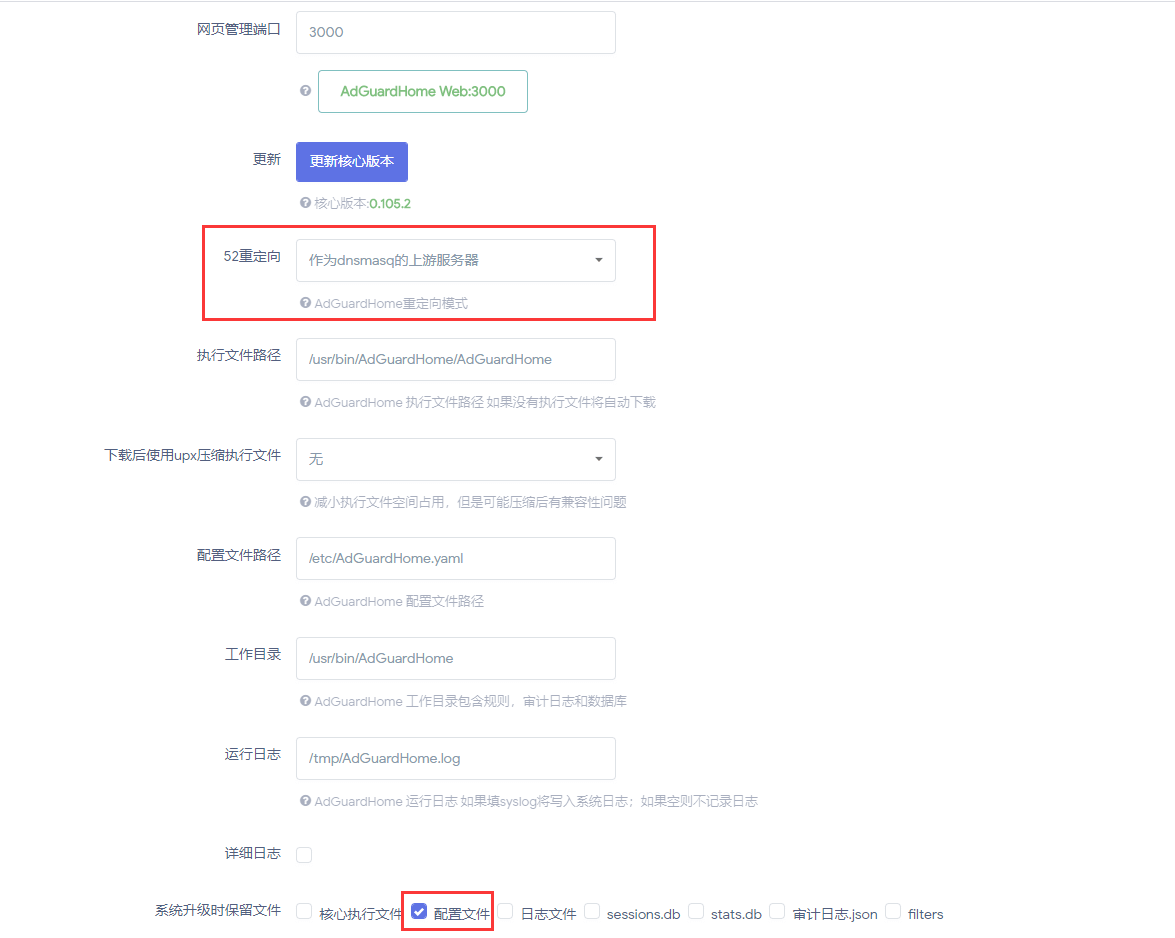 网页管理端口 3000
AdGuardHome Web:3000
更新 更新核心版本
核心版本:0.105.2
52重定向 作为dnsmasq的上游服务器
AdGuardHome重定向模式
执行文件路径 /usr/bin/AdGuardHome/AdGuardHome
AdGuardHome 执行文件路径 如果没有执行文件将自动下载
下载后使用upx压缩执行文件 无
减小执行文件空间占用，但是可能压缩后有兼容性问题
配置文件路径 /etc/AdGuardHome.yaml
AdGuardHome 配置文件路径
工作目录 /usr/bin/AdGuardHome
AdGuardHome 工作目录包含规则，审计日志和数据库
运行日志 /tmp/AdGuardHome.log
AdGuardHome 运行日志 如果填syslog将写入系统日志；如果空则不记录日志
详细日志
系统升级时保留文件 核心执行文件 配置文件 日志文件 sessions.db stats.db 审计日志.json filters